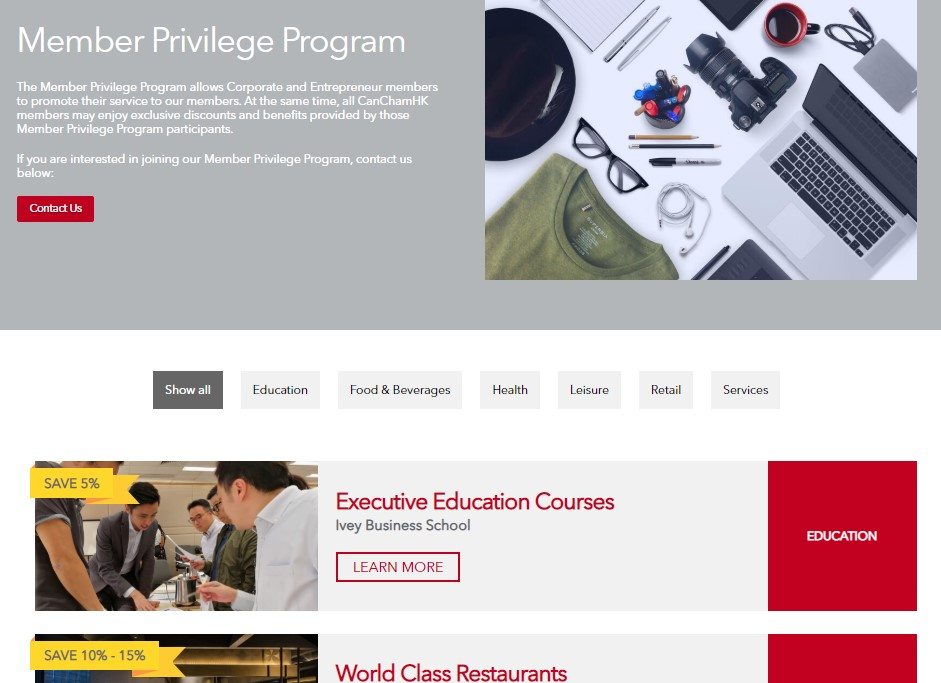 Member Privilege Program
The Member Privilege Program allows Corporate and Entrepreneur members
to promote their service to our members. At the same time, all CanChamHK
members may enjoy exclusive discounts and benefits provided by those
Member Privilege Program participants.
If you are interested in joining our Member Privilege Program, contact us
below:
Contact Us
Show all
Education
Food & Beverages
Health
Leisure
Retail
Services
SAVE 5%
Executive Education Courses
Ivey Business School
LEARN MORE
EDUCATION
SAVE 10% - 15%
World Class Restaurants